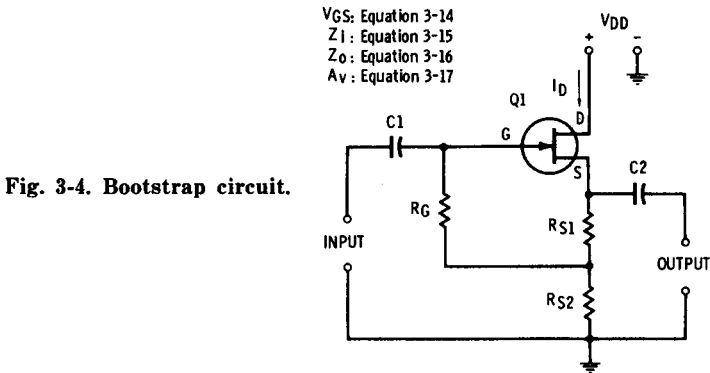 VGS: Equation 3-14
Zi: Equation 3-15
Zo: Equation 3-16
Av: Equation 3-17
VDD
+ -
ID
Q1
D
C1
G
S
C2
Fig. 3-4. Bootstrap circuit.
RG
RS1
INPUT
OUTPUT
RS2